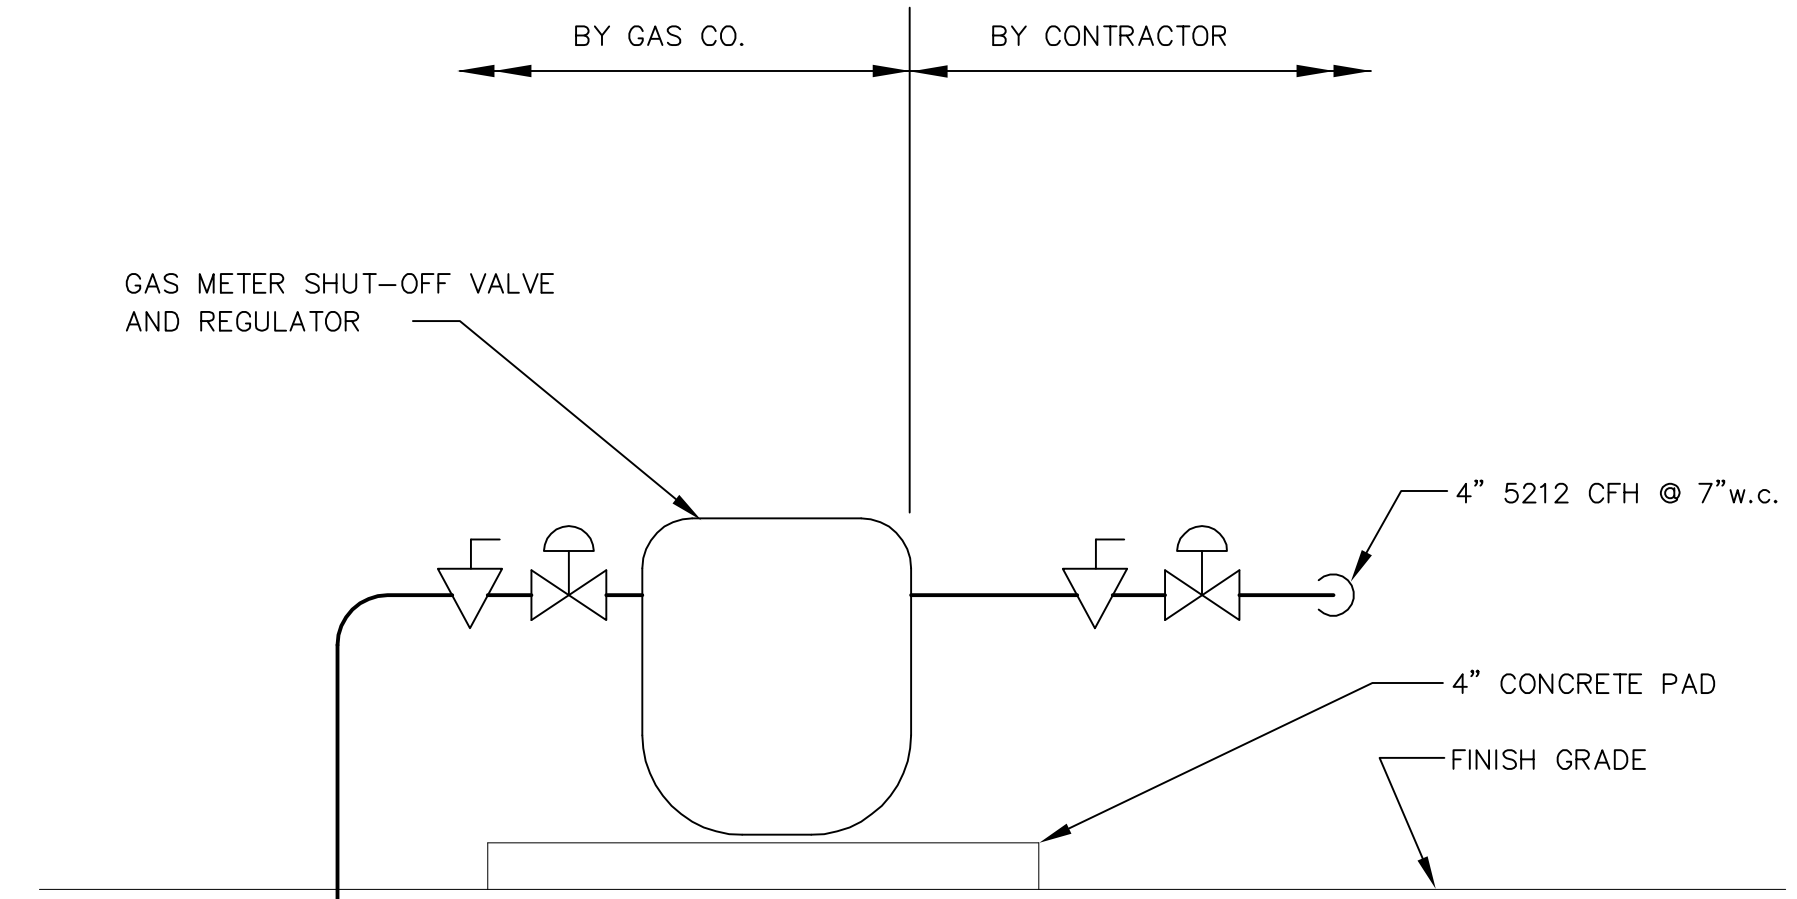 BY GAS CO.
BY CONTRACTOR
GAS METER SHUT-OFF VALVE
AND REGULATOR
4" 5212 CFH @ 7"w.c.
4" CONCRETE PAD
FINISH GRADE